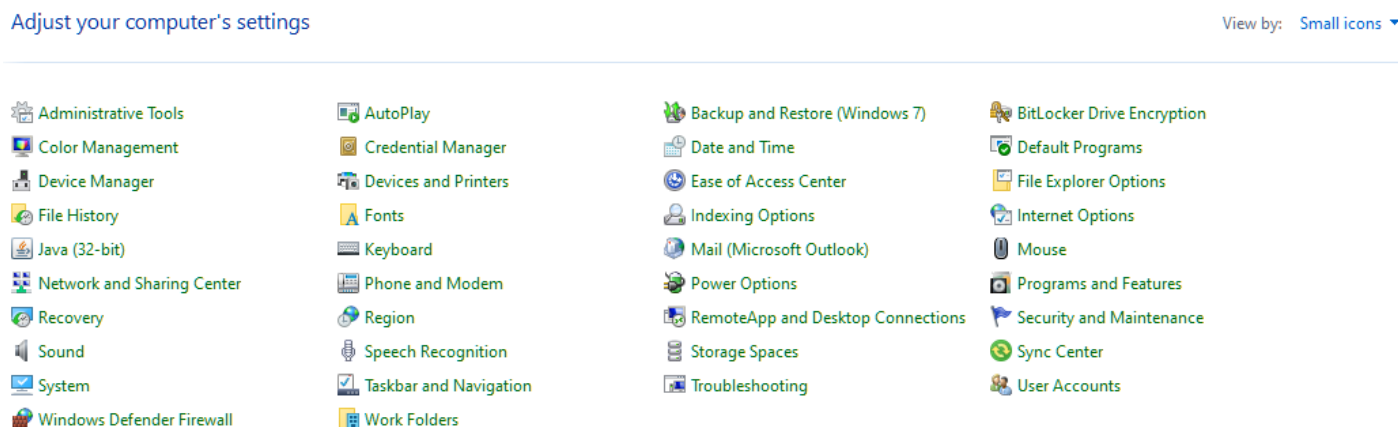 Adjust your computer's settings
View by: Small icons
Administrative Tools
AutoPlay
Backup and Restore (Windows 7)
BitLocker Drive Encryption
Color Management
Credential Manager
Date and Time
Default Programs
Device Manager
Devices and Printers
Ease of Access Center
File Explorer Options
File History
Fonts
Indexing Options
Internet Options
Java (32-bit)
Keyboard
Mail (Microsoft Outlook)
Mouse
Network and Sharing Center
Phone and Modem
Power Options
Programs and Features
Recovery
Region
RemoteApp and Desktop Connections
Security and Maintenance
Sound
Speech Recognition
Storage Spaces
Sync Center
System
Taskbar and Navigation
Troubleshooting
User Accounts
Windows Defender Firewall
Work Folders